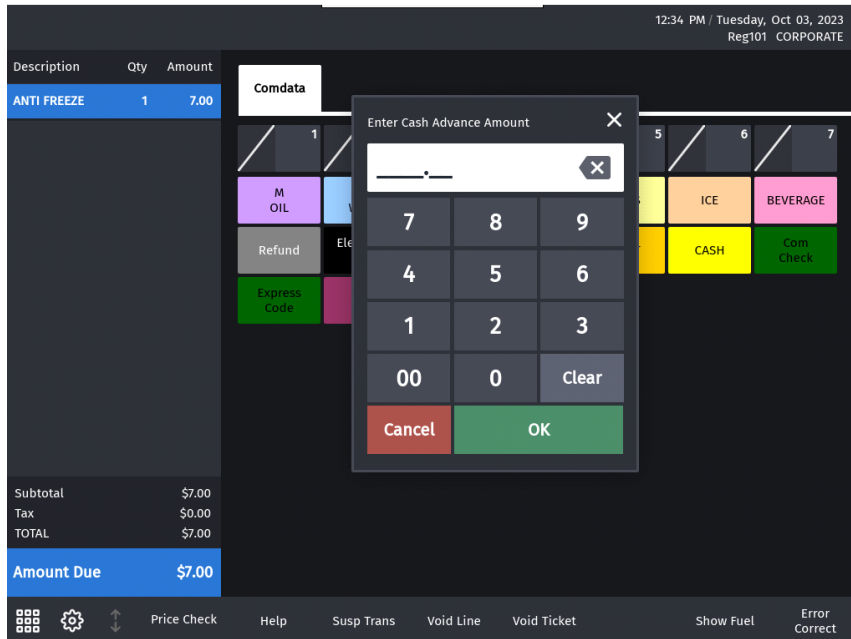 12:34 PM / Tuesday, Oct 03, 2023
Reg101 CORPORATE
Description Qty Amount
ANTI FREEZE 1 7.00
Comdata
Enter Cash Advance Amount
1 5 6 7
M
OIL
ICE
BEVERAGE
Refund
Ele
CASH
Com
Check
Express
Code
____.__
7 8 9
4 5 6
1 2 3
00 0 Clear
Cancel OK
Subtotal $7.00
Tax $0.00
TOTAL $7.00
Amount Due $7.00
Price Check Help Susp Trans Void Line Void Ticket Show Fuel Error
Correct